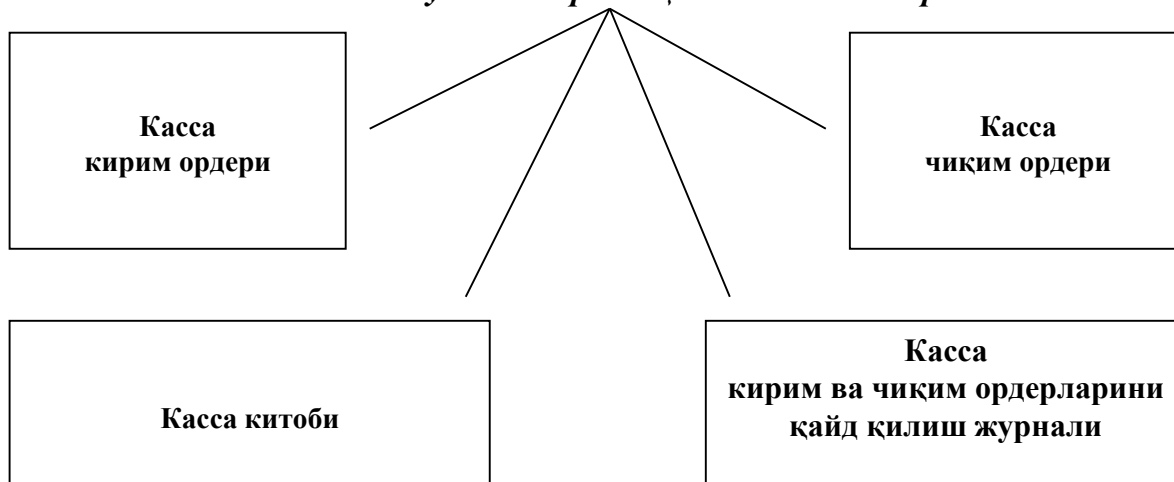 Касса
кирим ордери
Касса
чиқим ордери
Касса китоби
Касса
кирим ва чиқим ордерларини
қайд қилиш журнали